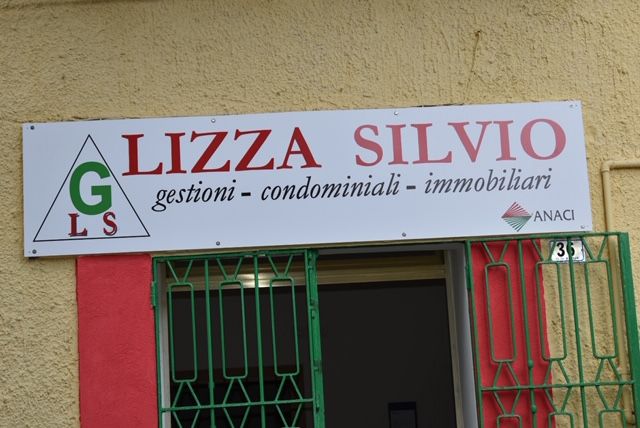 LIZZA SILVIO
gestioni - condominiali - immobiliari
G
L S
ANACI
36